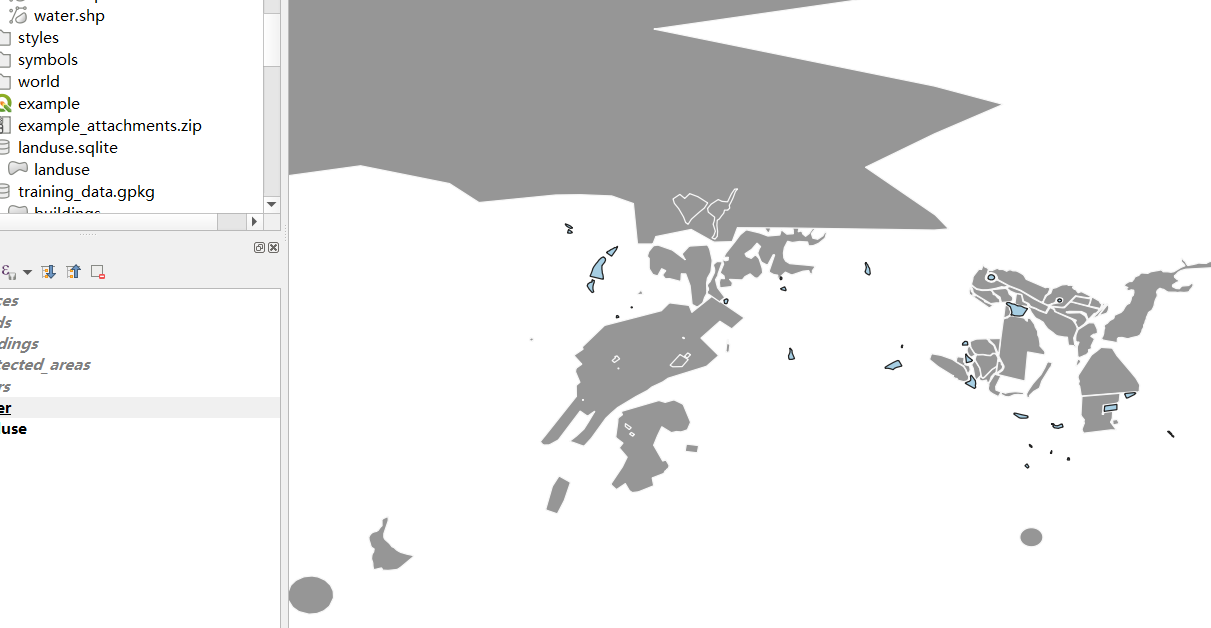 water.shp
styles
symbols
world
example
example_attachments.zip
landuse.sqlite
landuse
training_data.gpkg
buildings
ces
ds
dings
tected_areas
rs
er
use